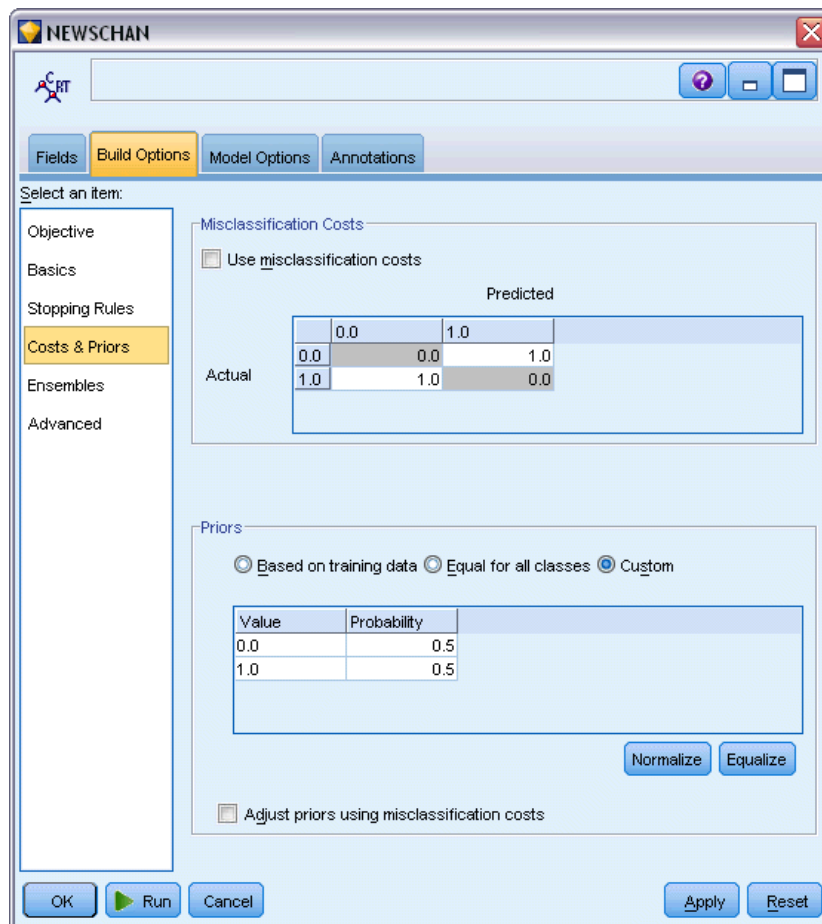 NEWSCHAN
C RT
Fields Build Options Model Options Annotations
Select an item:
Objective
Basics
Stopping Rules
Costs & Priors
Ensembles
Advanced
Misclassification Costs
Use misclassification costs
Predicted
0.0 1.0
Actual
0.0 0.0 1.0
1.0 1.0 0.0
Priors
Based on training data Equal for all classes Custom
Value Probability
0.0 0.5
1.0 0.5
Normalize Equalize
Adjust priors using misclassification costs
OK Run Cancel Apply Reset